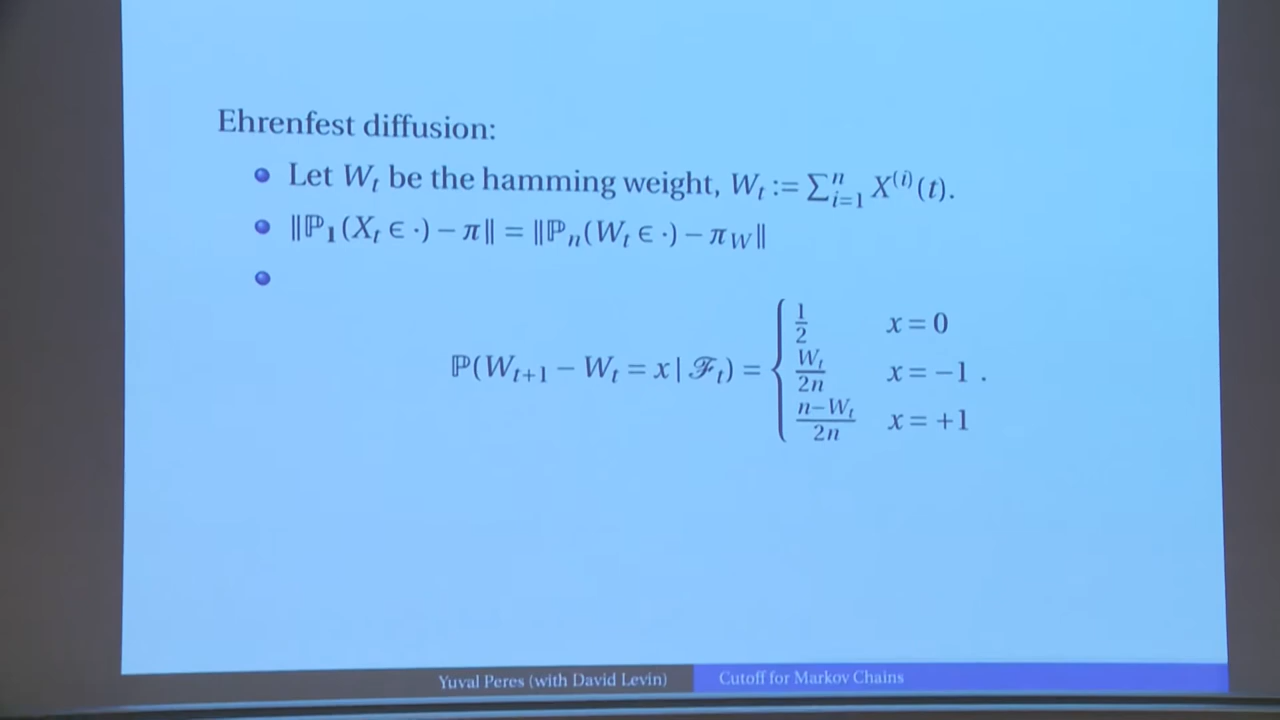 Ehrenfest diffusion:
Let W_t be the hamming weight, W_t := ∑_{i=1}^n X^{(i)}(t).
‖ℙ_𝟏(X_t ∈ ·) − π‖ = ‖ℙ_n(W_t ∈ ·) − π_W‖
ℙ(W_{t+1} − W_t = x | ℱ_t) = { 1/2 x = 0
W_t/2n x = −1 .
n−W_t/2n x = +1
Yuval Peres (with David Levin) Cutoff for Markov Chains